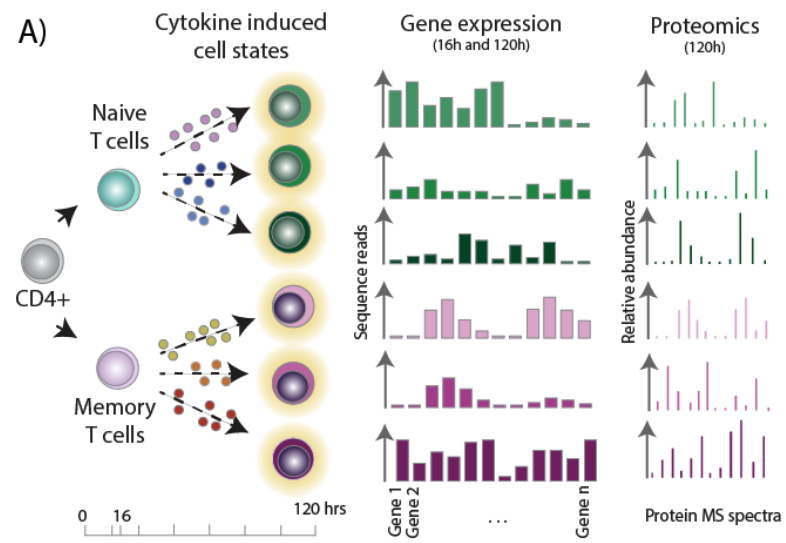 A)
Cytokine induced
cell states
Gene expression
(16h and 120h)
Proteomics
(120h)
Naive
T cells
CD4+
Memory
T cells
Sequence reads
Relative abundance
0
16
120 hrs
Gene 1
Gene 2
...
Gene n
Protein MS spectra